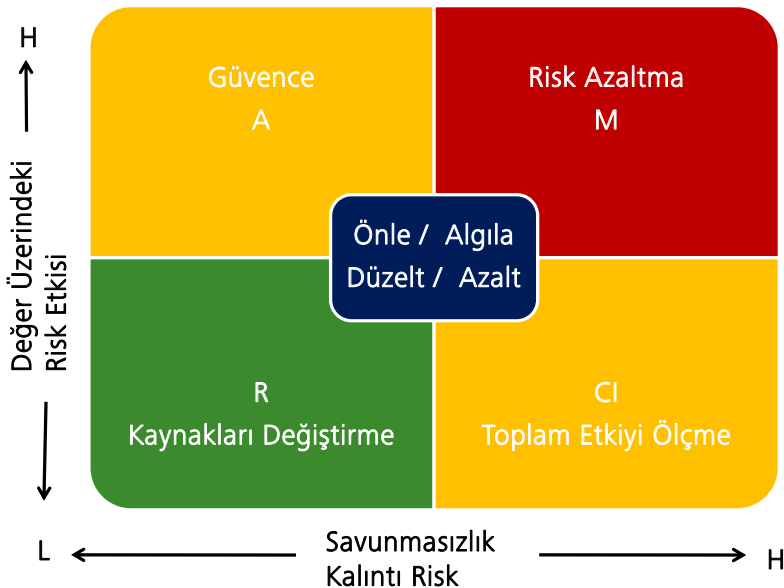 H
Değer Üzerindeki
Risk Etkisi
Güvence
A
Risk Azaltma
M
Önle / Algıla
Düzelt / Azalt
R
Kaynakları Değiştirme
CI
Toplam Etkiyi Ölçme
L
Savunmasızlık
Kalıntı Risk
H